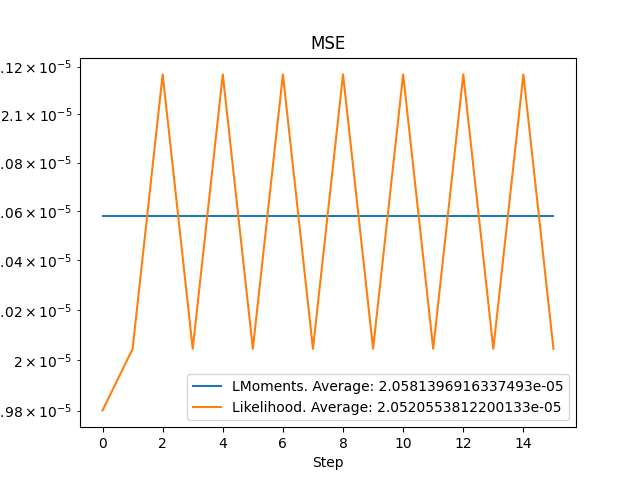 MSE
.12 × 10⁻⁵
2.1 × 10⁻⁵
.08 × 10⁻⁵
.06 × 10⁻⁵
.04 × 10⁻⁵
.02 × 10⁻⁵
2 × 10⁻⁵
.98 × 10⁻⁵
LMoments. Average: 2.0581396916337493e-05
Likelihood. Average: 2.0520553812200133e-05
0 2 4 6 8 10 12 14
Step